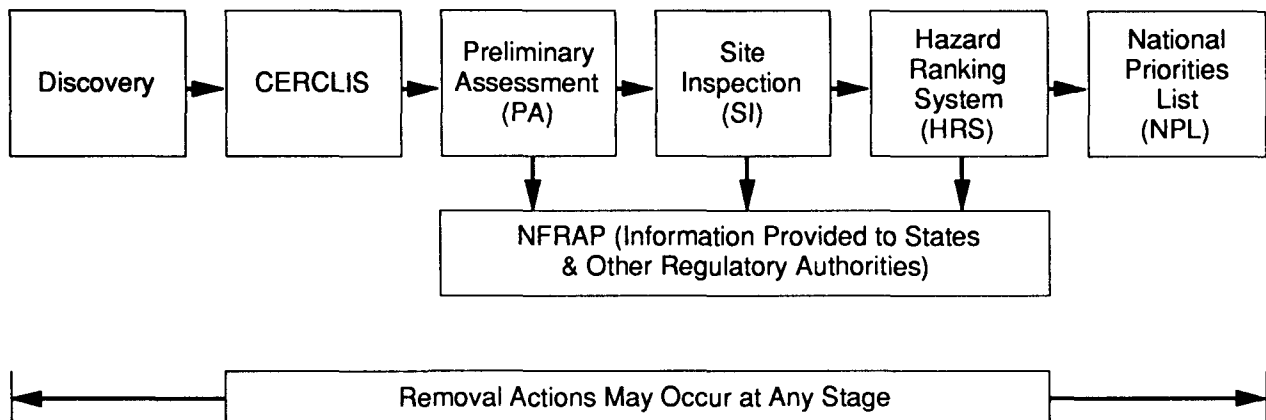 Discovery
CERCLIS
Preliminary
Assessment
(PA)
Site
Inspection
(SI)
Hazard
Ranking
System
(HRS)
National
Priorities
List
(NPL)
NFRAP (Information Provided to States
& Other Regulatory Authorities)
Removal Actions May Occur at Any Stage